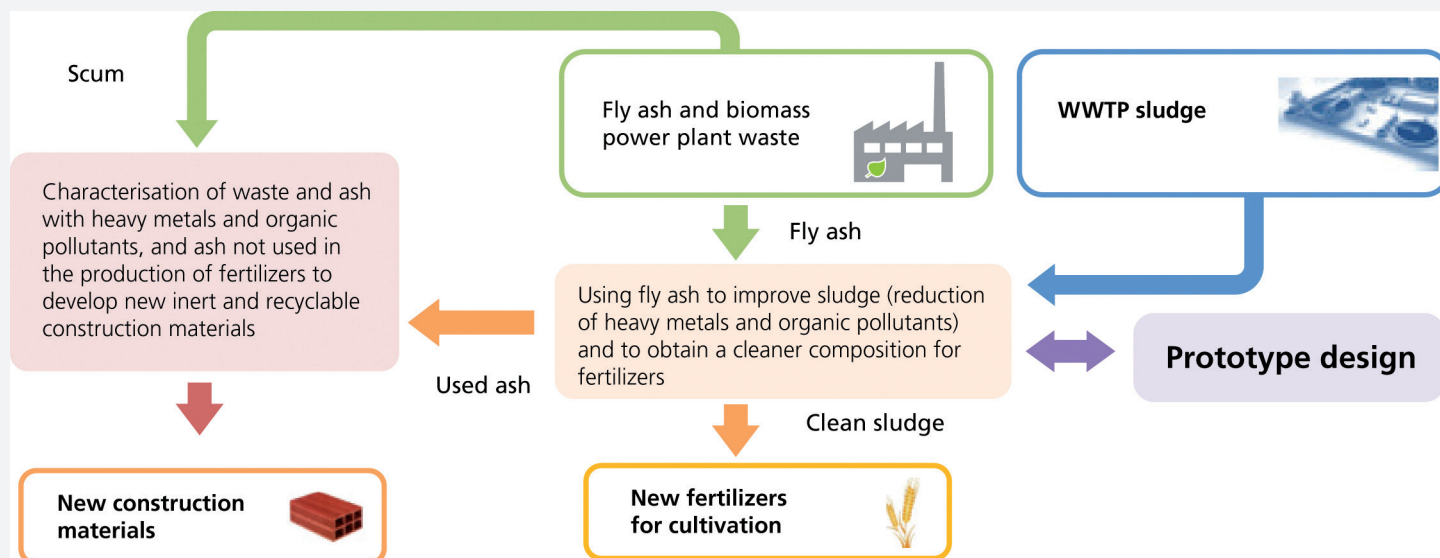 Scum
Fly ash and biomass
power plant waste
WWTP sludge
Characterisation of waste and ash
with heavy metals and organic
pollutants, and ash not used in
the production of fertilizers to
develop new inert and recyclable
construction materials
Fly ash
Using fly ash to improve sludge (reduction
of heavy metals and organic pollutants)
and to obtain a cleaner composition for
fertilizers
Prototype design
Used ash
Clean sludge
New construction
materials
New fertilizers
for cultivation